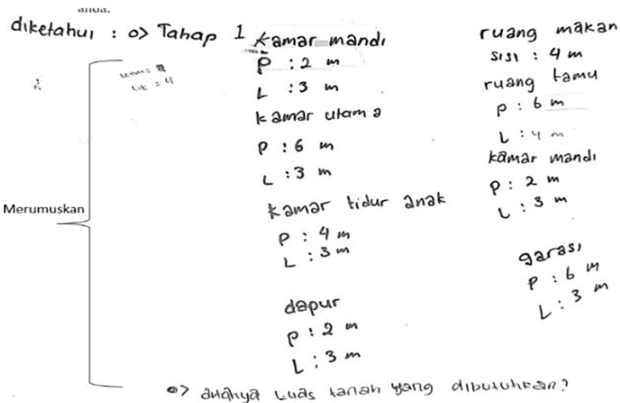 diketahui : => Tahap 1
Kamar mandi
P : 2 m
L : 3 m
kamar utama
P : 6 m
L : 3 m
kamar tidur anak
P : 4 m
L : 3 m
dapur
P : 2 m
L : 3 m
ruang makan
sisi : 4 m
ruang tamu
P : 6 m
L : 4 m
kamar mandi
P : 2 m
L : 3 m
garasi
P : 6 m
L : 3 m
Merumuskan
=> Luas tanah yang dibutuhkan?